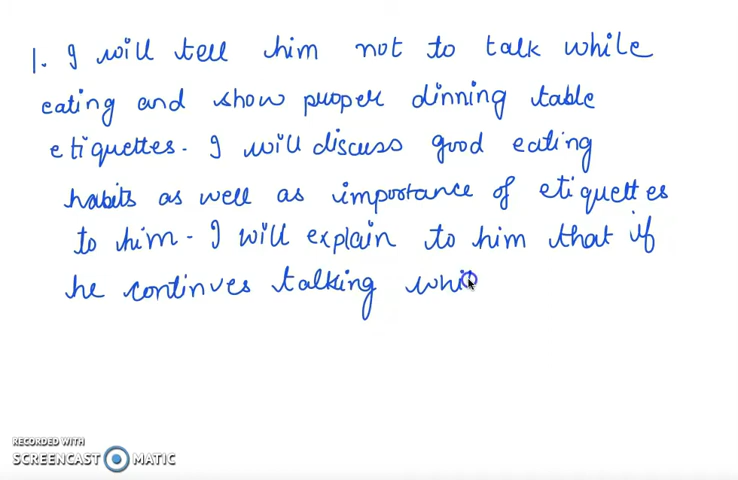 1. I will tell him not to talk while
eating and show proper dinning table
etiquettes. I will discuss good eating
habits as well as importance of etiquettes
to him. I will explain to him that if
he continues talking whi
RECORDED WITH
SCREENCAST MATIC